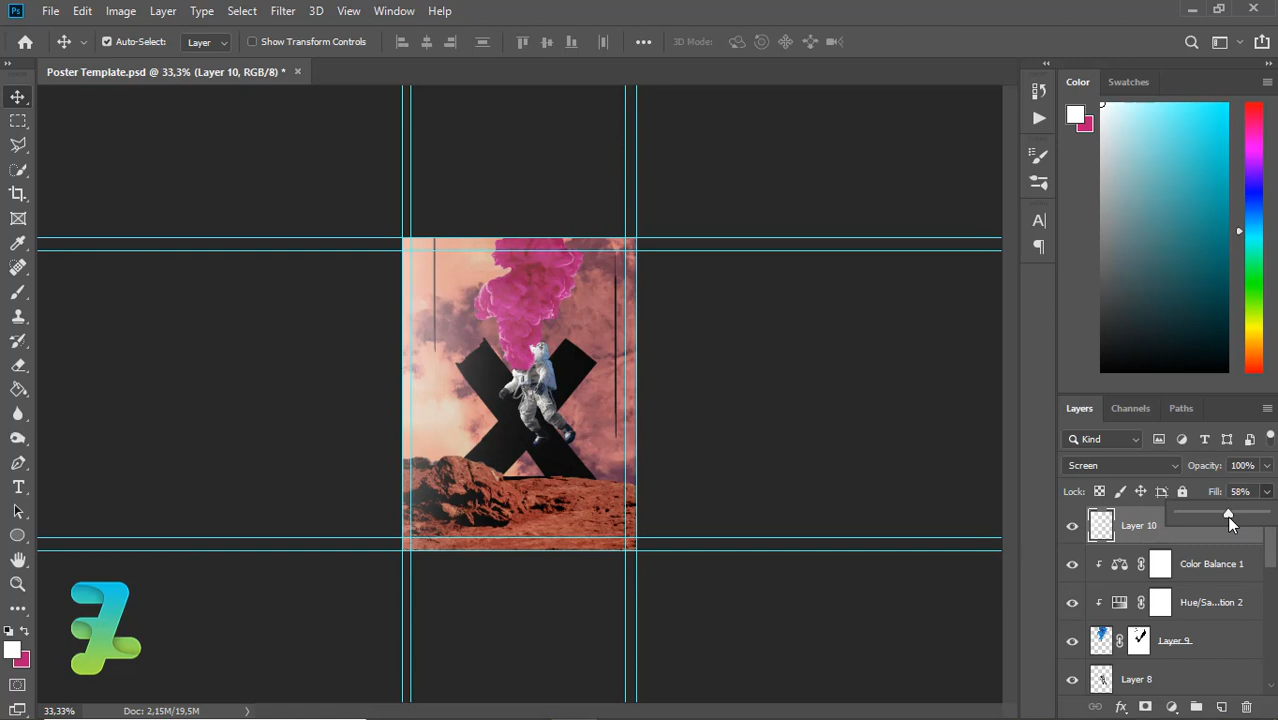 Ps File Edit Image Layer Type Select Filter 3D View Window Help
Auto-Select: Layer Show Transform Controls 3D Mode:
Poster Template.psd @ 33,3% (Layer 10, RGB/8) *
Color Swatches
Layers Channels Paths
Kind
Screen Opacity: 100%
Lock: Fill: 58%
Layer 10
Color Balance 1
Hue/Sa...tion 2
Layer 9
Layer 8
33,33% Doc: 2,15M/19,5M